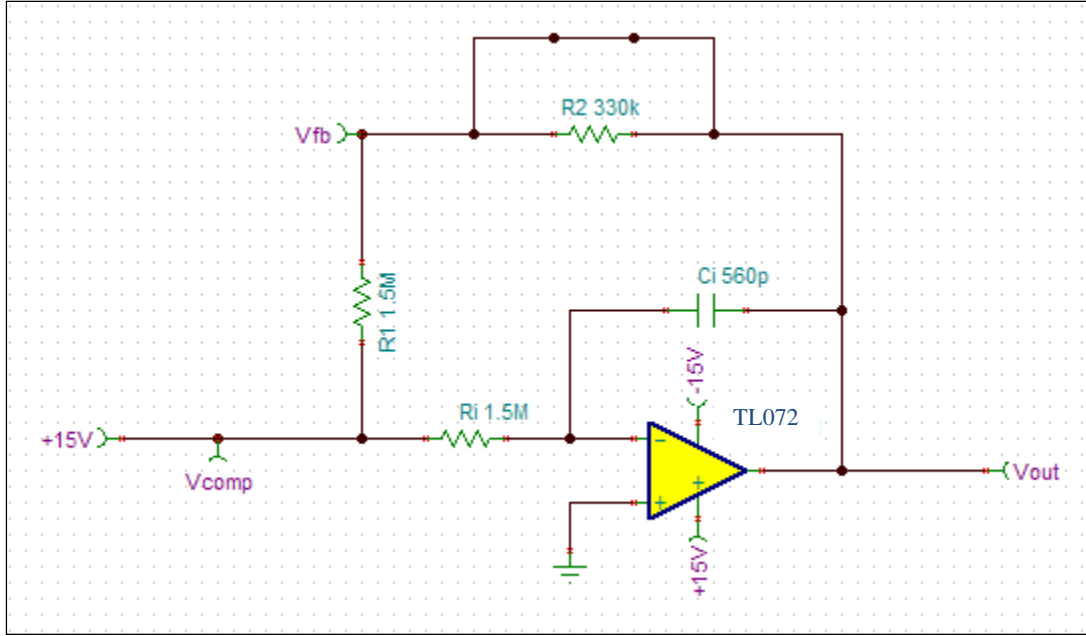 R2 330k
Vfb
R1 1.5M
Ci 560p
-15V
TL072
Ri 1.5M
+15V
Vcomp
Vout
+15V